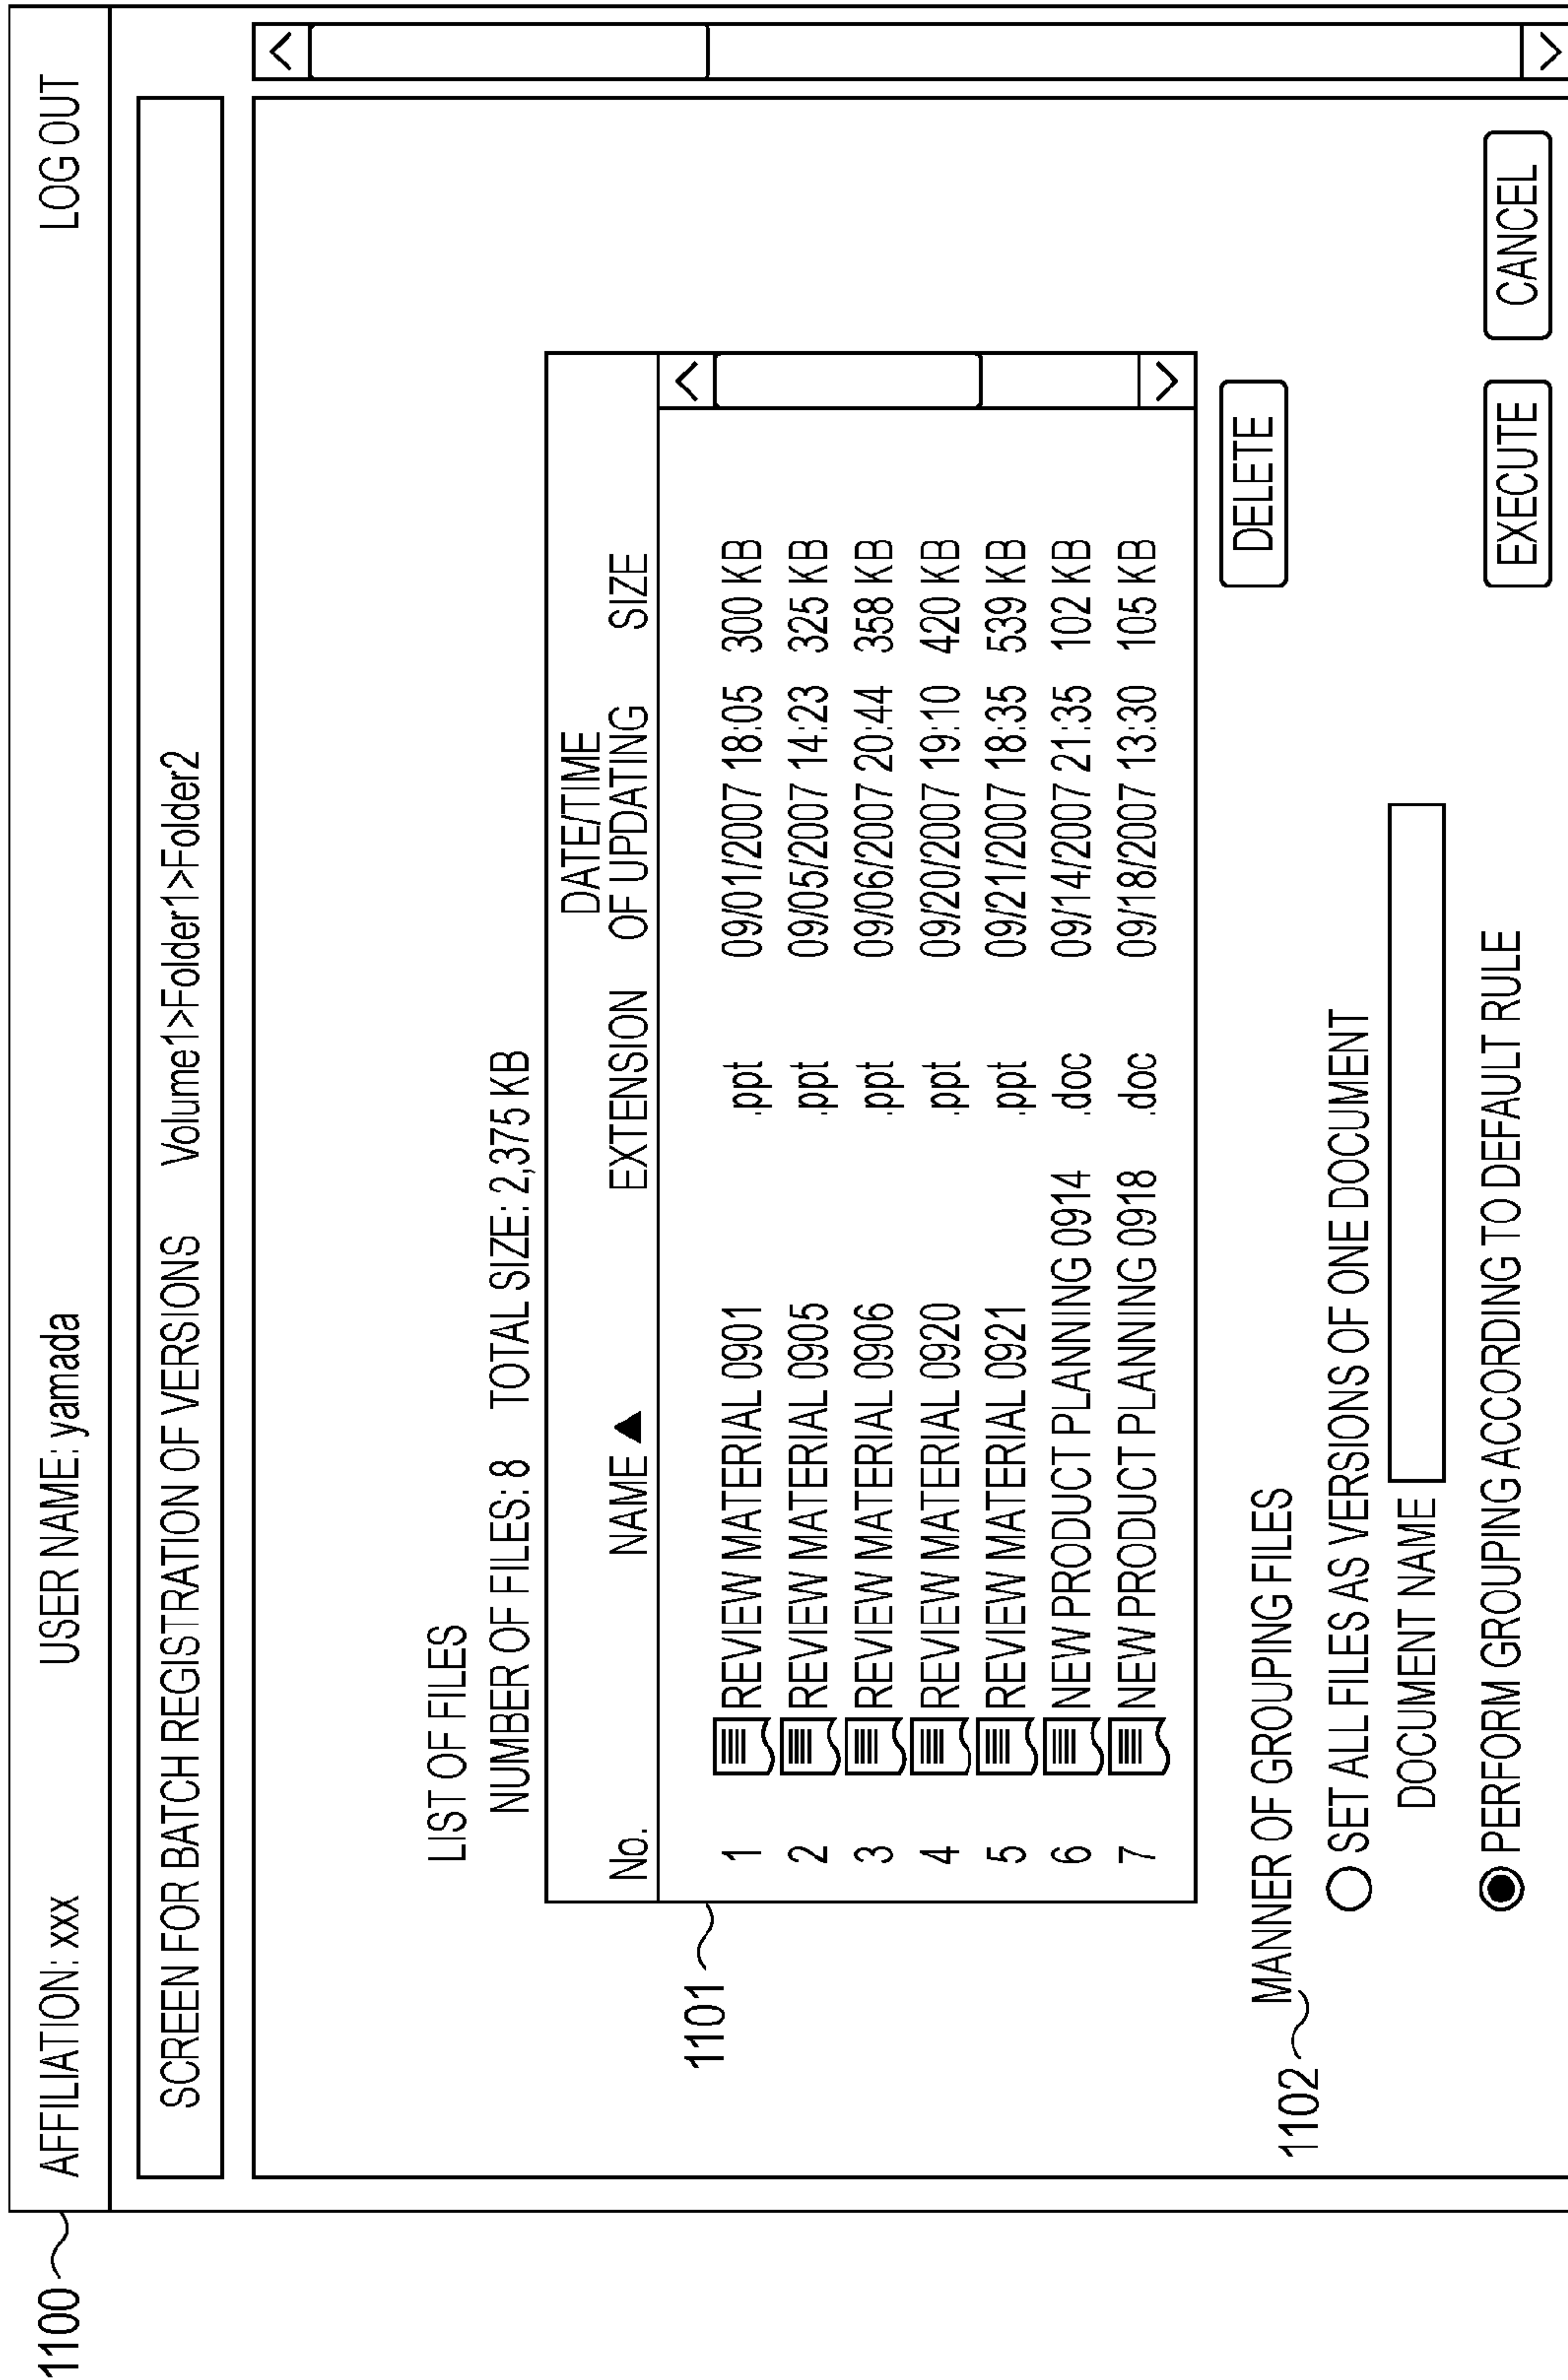 1100
AFFILIATION: xxx USER NAME: yamada LOG OUT
SCREEN FOR BATCH REGISTRATION OF VERSIONS Volume1>Folder1>Folder2
LIST OF FILES
NUMBER OF FILES: 8 TOTAL SIZE: 2,375 KB
DATE/TIME
No. NAME ▲ EXTENSION OF UPDATING SIZE
1101
1 REVIEW MATERIAL 0901 .ppt 09/01/2007 18:05 300 KB
2 REVIEW MATERIAL 0905 .ppt 09/05/2007 14:23 325 KB
3 REVIEW MATERIAL 0906 .ppt 09/06/2007 20:44 358 KB
4 REVIEW MATERIAL 0920 .ppt 09/20/2007 19:10 420 KB
5 REVIEW MATERIAL 0921 .ppt 09/21/2007 18:35 539 KB
6 NEW PRODUCT PLANNING 0914 .doc 09/14/2007 21:35 102 KB
7 NEW PRODUCT PLANNING 0918 .doc 09/18/2007 13:30 105 KB
DELETE
MANNER OF GROUPING FILES
1102
SET ALL FILES AS VERSIONS OF ONE DOCUMENT
DOCUMENT NAME
PERFORM GROUPING ACCORDING TO DEFAULT RULE
EXECUTE CANCEL